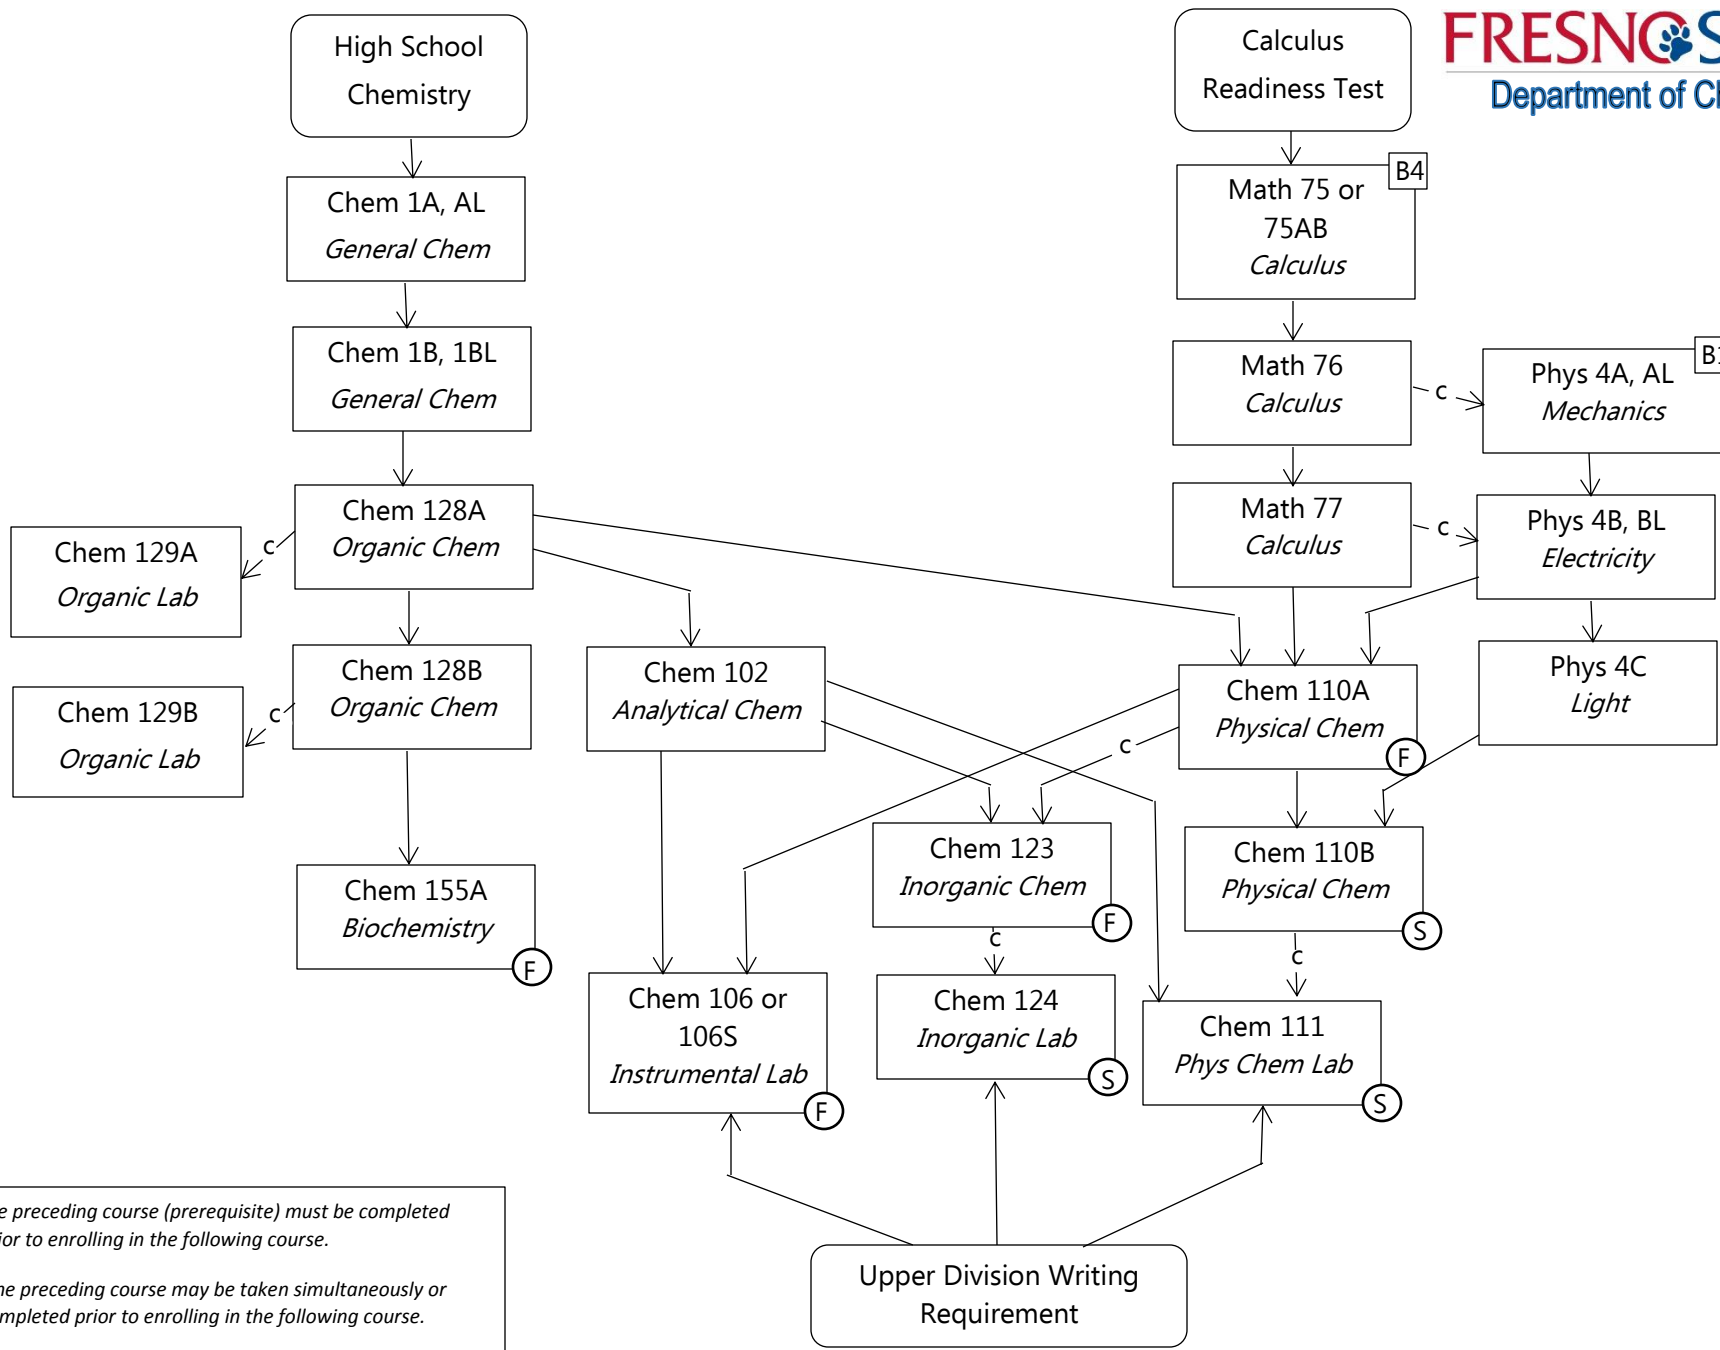 High School
Chemistry
Calculus
Readiness Test
Department of
Chem 1A, AL
General Chem
B4
Math 75 or
75AB
Calculus
Chem 1B, 1BL
General Chem
Math 76
Calculus
c
Phys 4A, AL
Mechanics
Chem 128A
Organic Chem
c
Chem 129A
Organic Lab
Math 77
Calculus
c
Phys 4B, BL
Electricity
Chem 128B
Organic Chem
c
Chem 129B
Organic Lab
Chem 102
Analytical Chem
Chem 110A
Physical Chem
F
Phys 4C
Light
c
Chem 155A
Biochemistry
F
Chem 123
Inorganic Chem
F
Chem 110B
Physical Chem
S
c
c
Chem 106 or
106S
Instrumental Lab
F
Chem 124
Inorganic Lab
S
Chem 111
Phys Chem Lab
S
preceding course (prerequisite) must be completed
to enrolling in the following course.
preceding course may be taken simultaneously or
completed prior to enrolling in the following course.
Upper Division Writing
Requirement